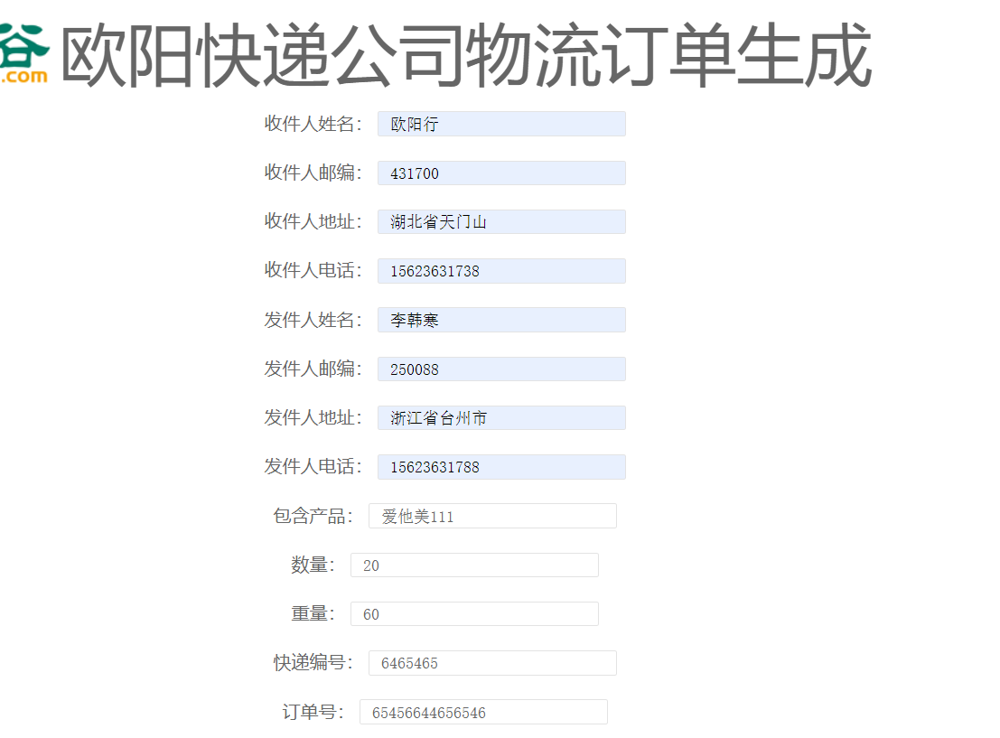 谷
.com
欧阳快递公司物流订单生成
收件人姓名： 欧阳行
收件人邮编： 431700
收件人地址： 湖北省天门山
收件人电话： 15623631738
发件人姓名： 李韩寒
发件人邮编： 250088
发件人地址： 浙江省台州市
发件人电话： 15623631788
包含产品： 爱他美111
数量： 20
重量： 60
快递编号： 6465465
订单号： 65456644656546